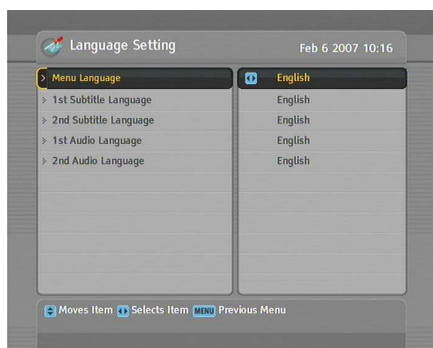 Language Setting Feb 6 2007 10:16
Menu Language English
1st Subtitle Language English
2nd Subtitle Language English
1st Audio Language English
2nd Audio Language English
Moves Item Selects Item MENU Previous Menu